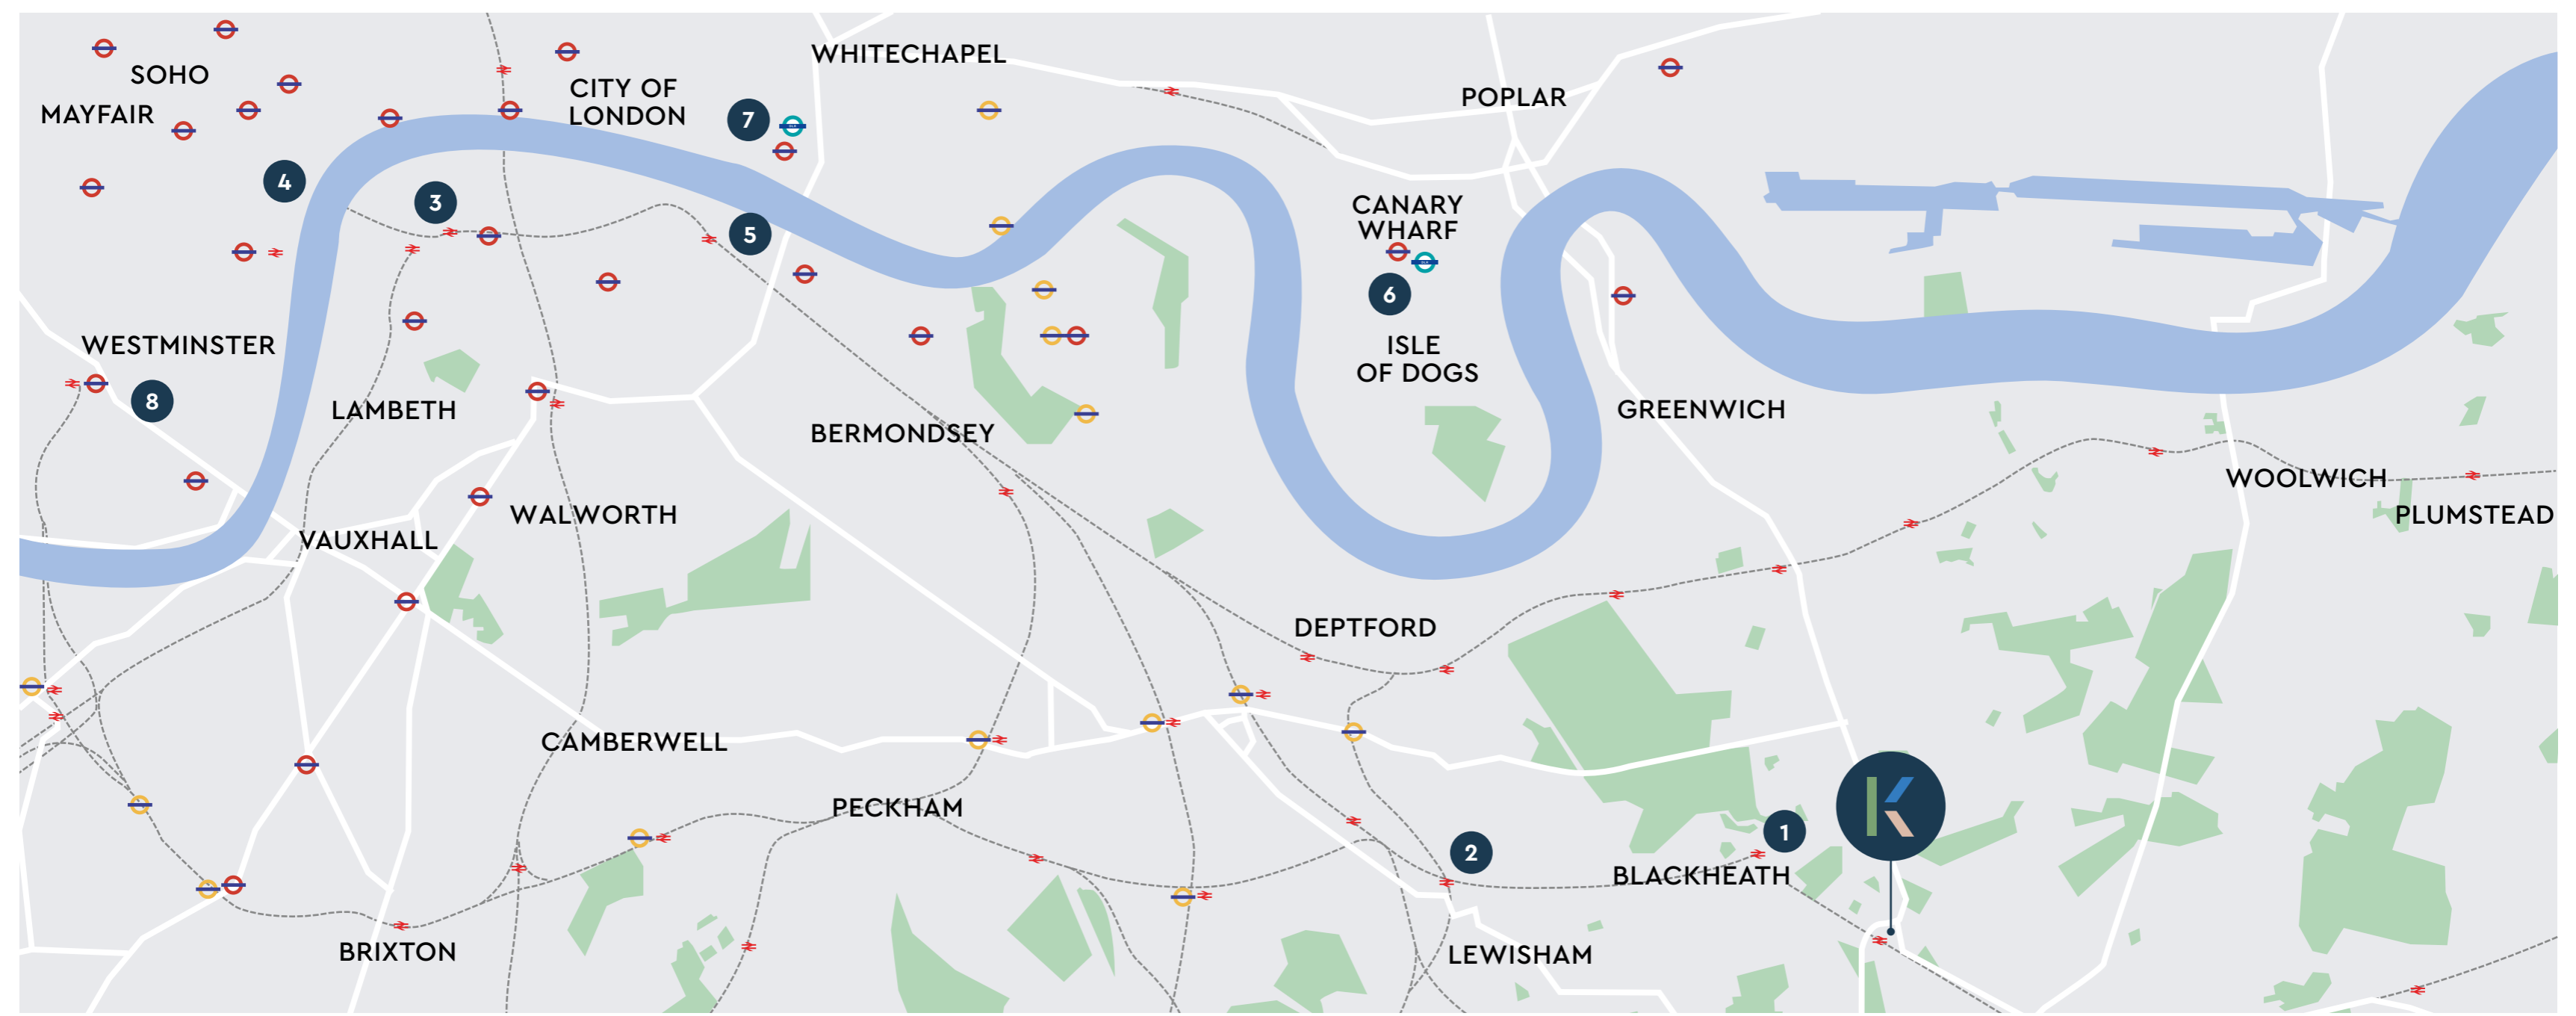 WHITECHAPEL
SOHO
CITY OF
LONDON
POPLAR
MAYFAIR
7
4
3
CANARY
WHARF
5
6
WESTMINSTER
ISLE
OF DOGS
8
LAMBETH
GREENWICH
BERMONDSEY
WOOLWICH
WALWORTH
PLUMSTEAD
VAUXHALL
DEPTFORD
CAMBERWELL
PECKHAM
K
1
2
BLACKHEATH
BRIXTON
LEWISHAM